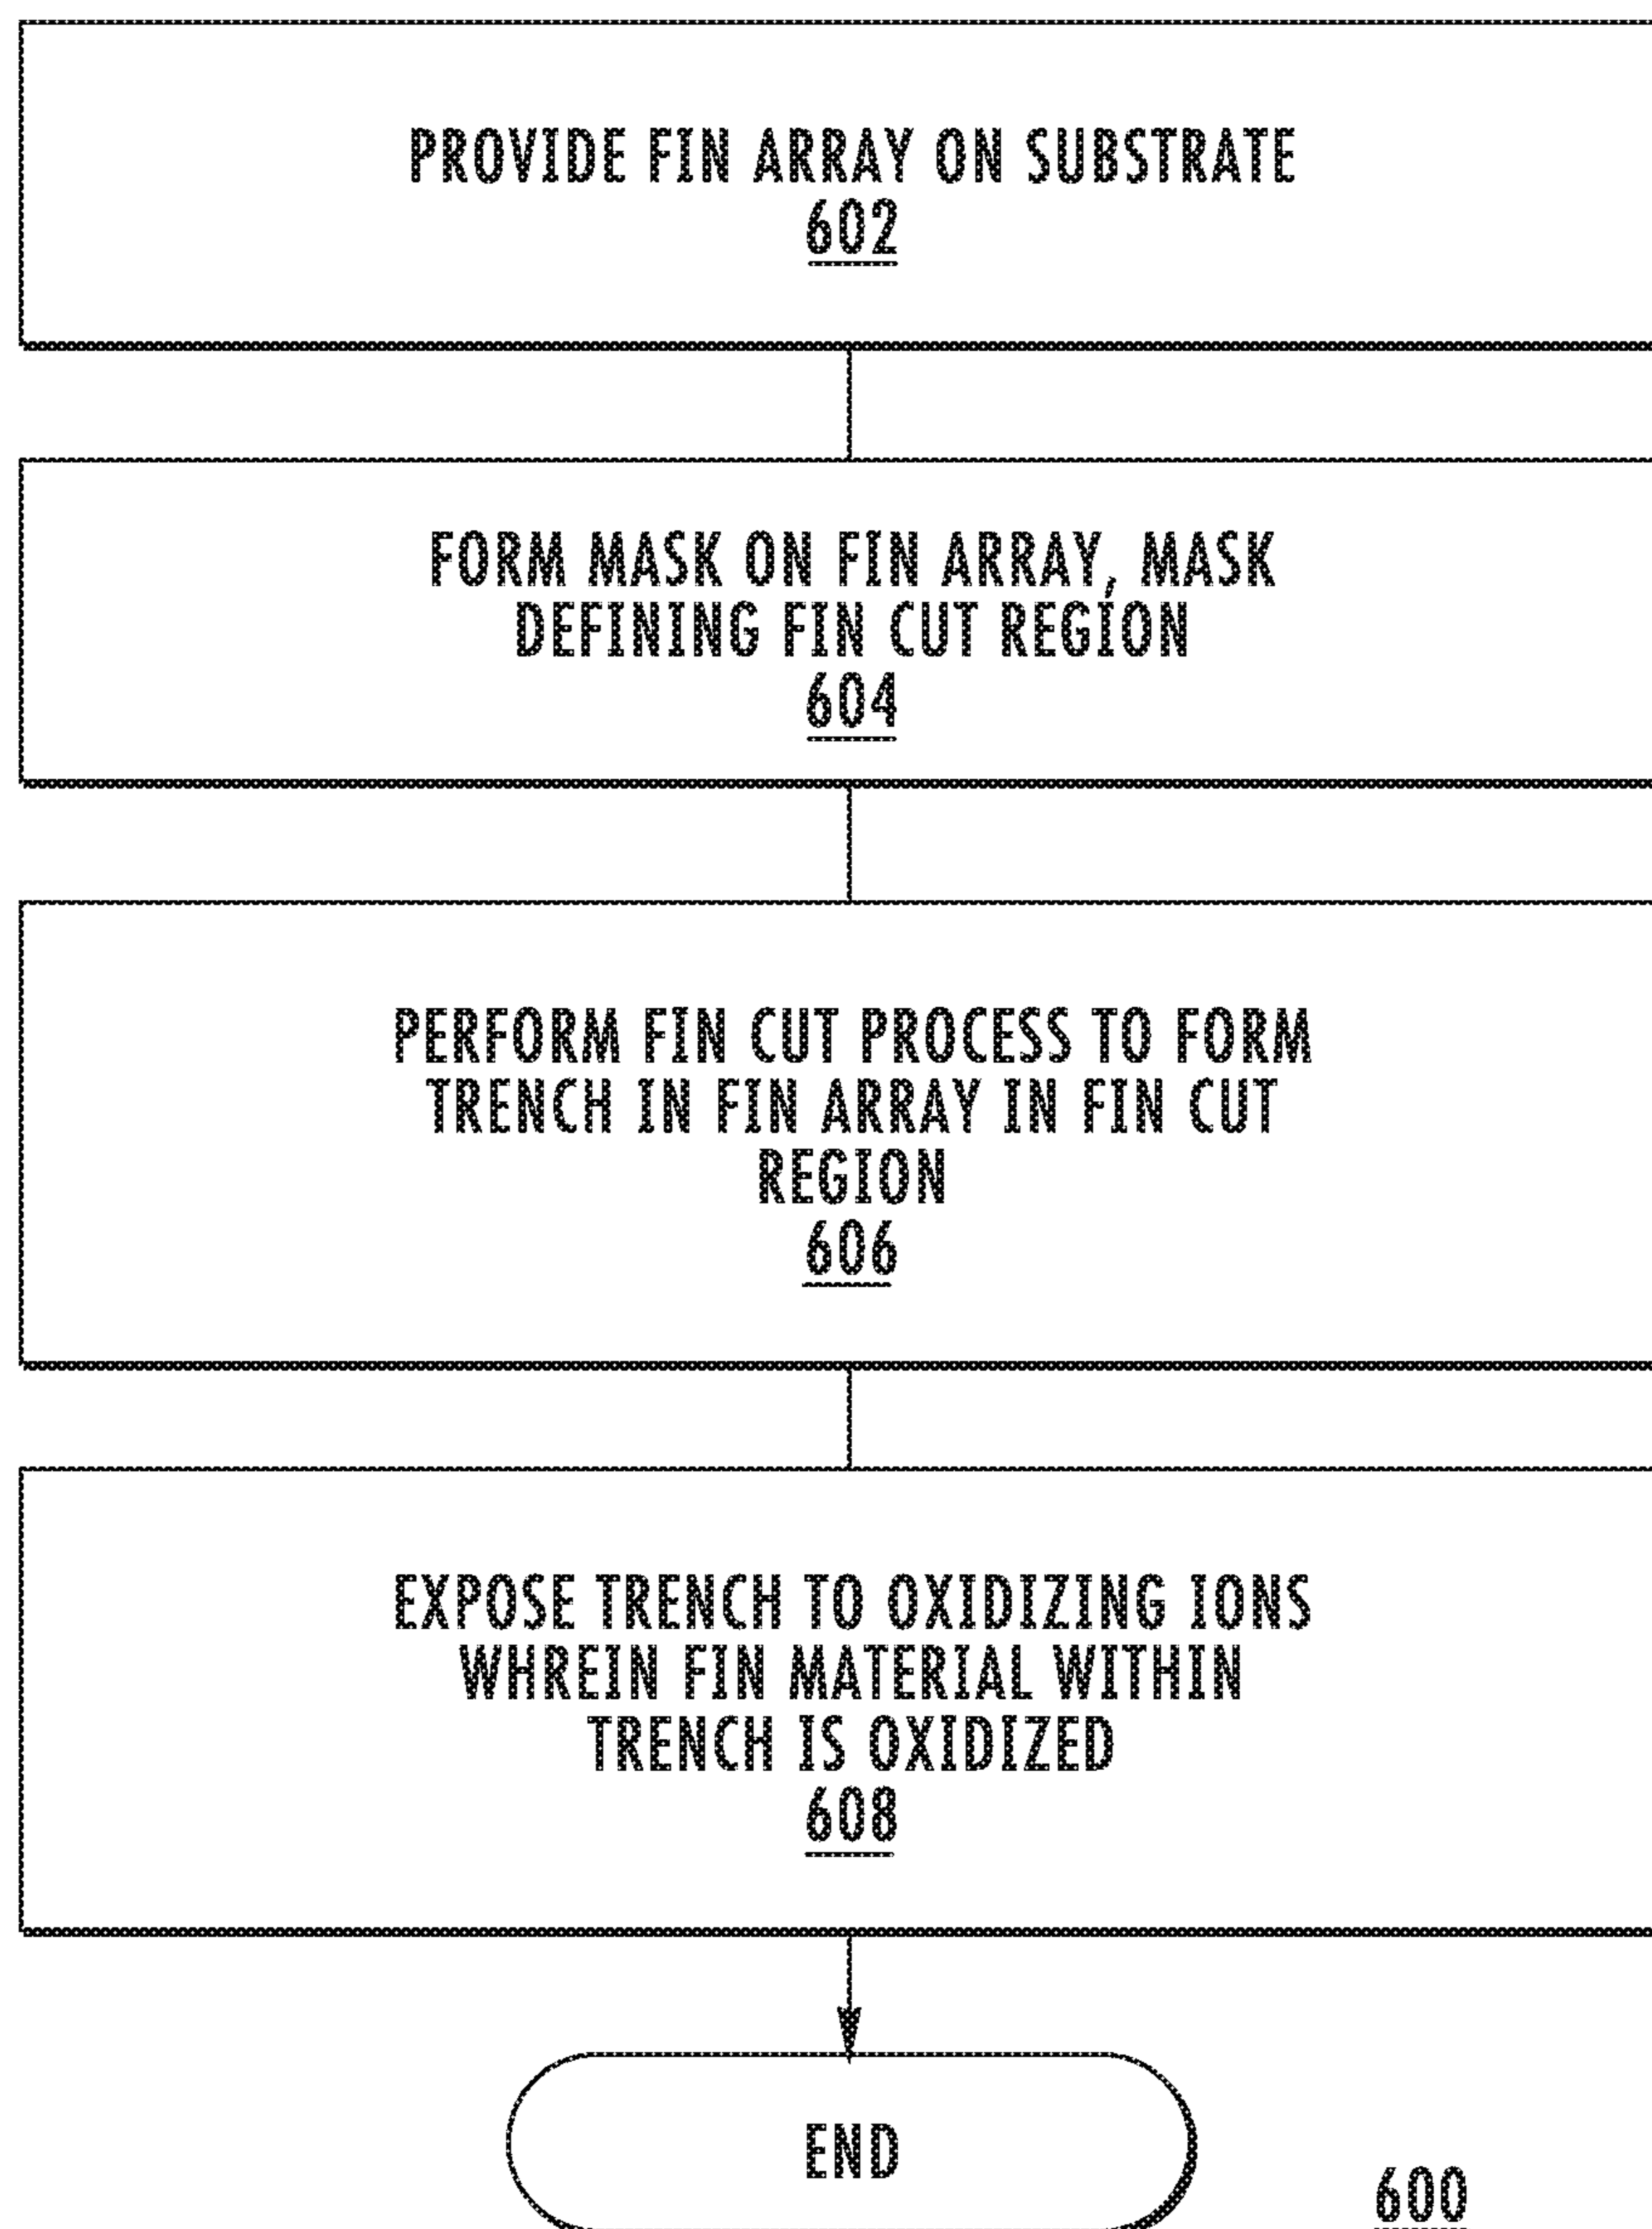 PROVIDE FIN ARRAY ON SUBSTRATE
602
FORM MASK ON FIN ARRAY, MASK
DEFINING FIN CUT REGION
604
PERFORM FIN CUT PROCESS TO FORM
TRENCH IN FIN ARRAY IN FIN CUT
REGION
606
EXPOSE TRENCH TO OXIDIZING IONS
WHREIN FIN MATERIAL WITHIN
TRENCH IS OXIDIZED
608
END
600